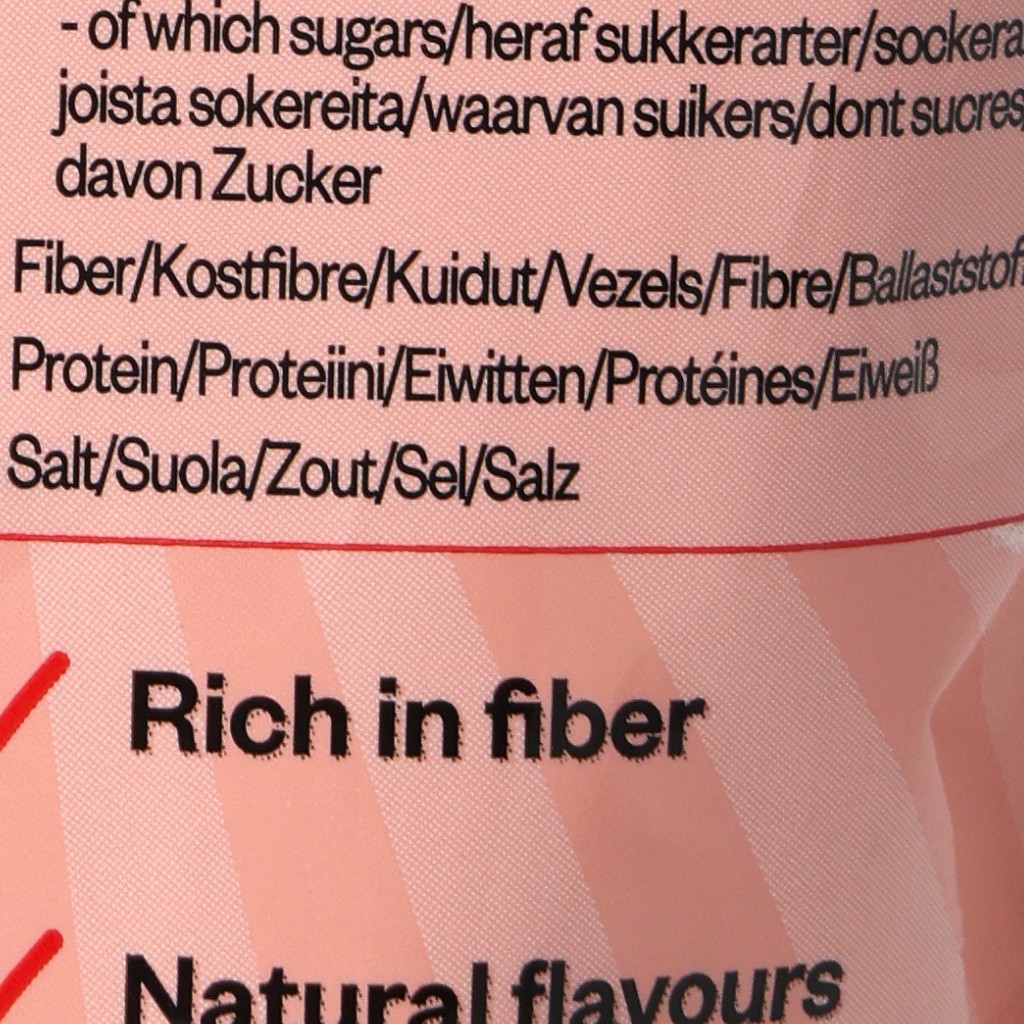 - of which sugars/heraf sukkerarter/sockera
joista sokereita/waarvan suikers/dont sucres
davon Zucker
Fiber/Kostfibre/Kuidut/Vezels/Fibre/Ballaststof
Protein/Proteiini/Eiwitten/Protéines/Eiweiß
Salt/Suola/Zout/Sel/Salz
Rich in fiber
Natural flavours